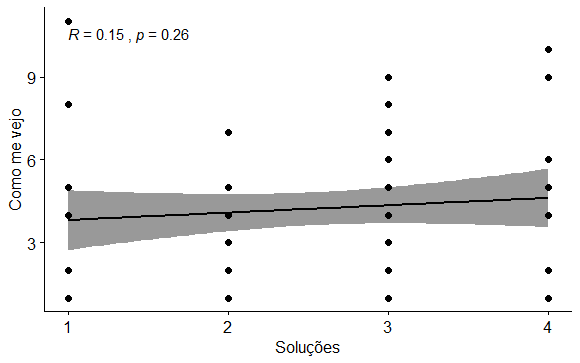 R = 0.15 , p = 0.26
9
6
3
Como me vejo
1 2 3 4
Soluções